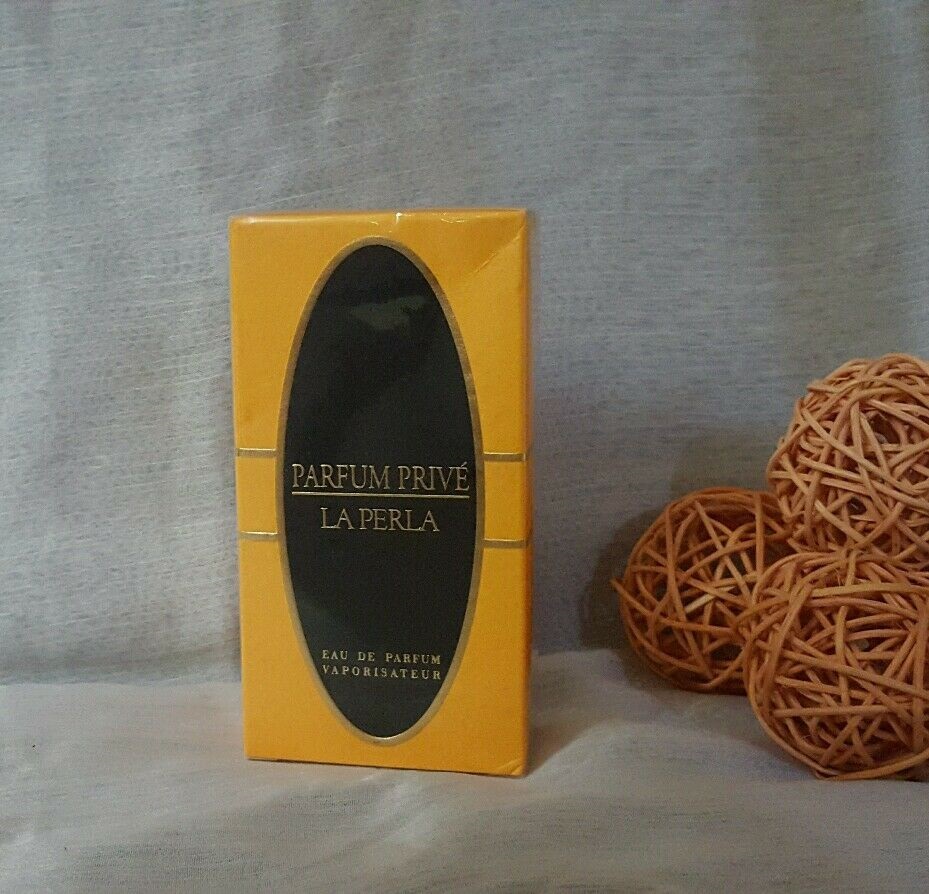 PARFUM PRIVÉ
LA PERLA
EAU DE PARFUM
VAPORISATEUR